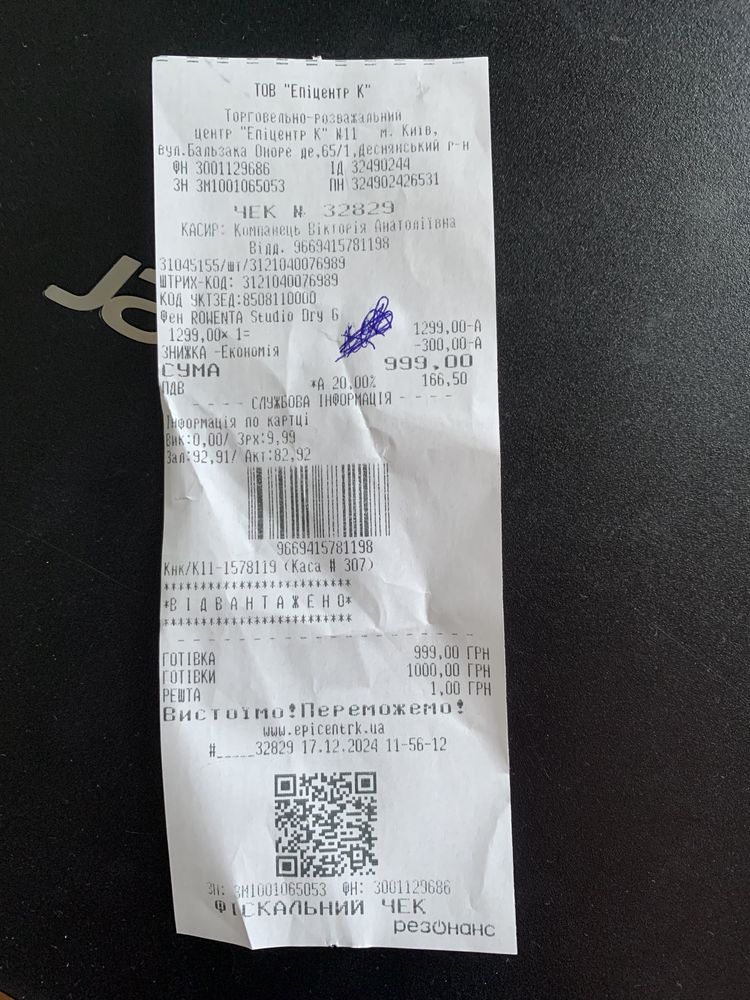 ТОВ "Епіцентр К"
Торговельно-розважальний
центр "Епіцентр К" №11 м. Київ,
вул.Бальзака Оноре де,65/1,Деснянський р-н
ФН 3001129686 ІД 32490244
ЗН ЗМ1001065053 ПН 324902426531
ЧЕК № 32829
КАСИР: Компанець Вікторія Анатоліївна
Відд. 9669415781198
31045155/шт/3121040076989
ШТРИХ-КОД: 3121040076989
КОД УКТЗЕД:8508110000
Фен ROWENTA Studio Dry G
1299,00× 1= 1299,00-А
ЗНИЖКА -Економія -300,00-А
СУМА 999,00
ПДВ *А 20,00% 166,50
- - - - СЛУЖБОВА ІНФОРМАЦІЯ - - - -
Інформація по картці
Вик:0,00/ Зрх:9,99
Зал:92,91/ Акт:82,92
9669415781198
Кнк/К11-1578119 (Каса # 307)
************************
*В І Д В А Н Т А Ж Е Н О*
************************
ГОТІВКА 999,00 ГРН
ГОТІВКИ 1000,00 ГРН
РЕШТА 1,00 ГРН
Вистоїмо!Переможемо!
www.epicentrk.ua
#_____32829 17.12.2024 11-56-12
ЗН: ЗМ1001065053 ФН: 3001129686
ФІСКАЛЬНИЙ ЧЕК
резонанс